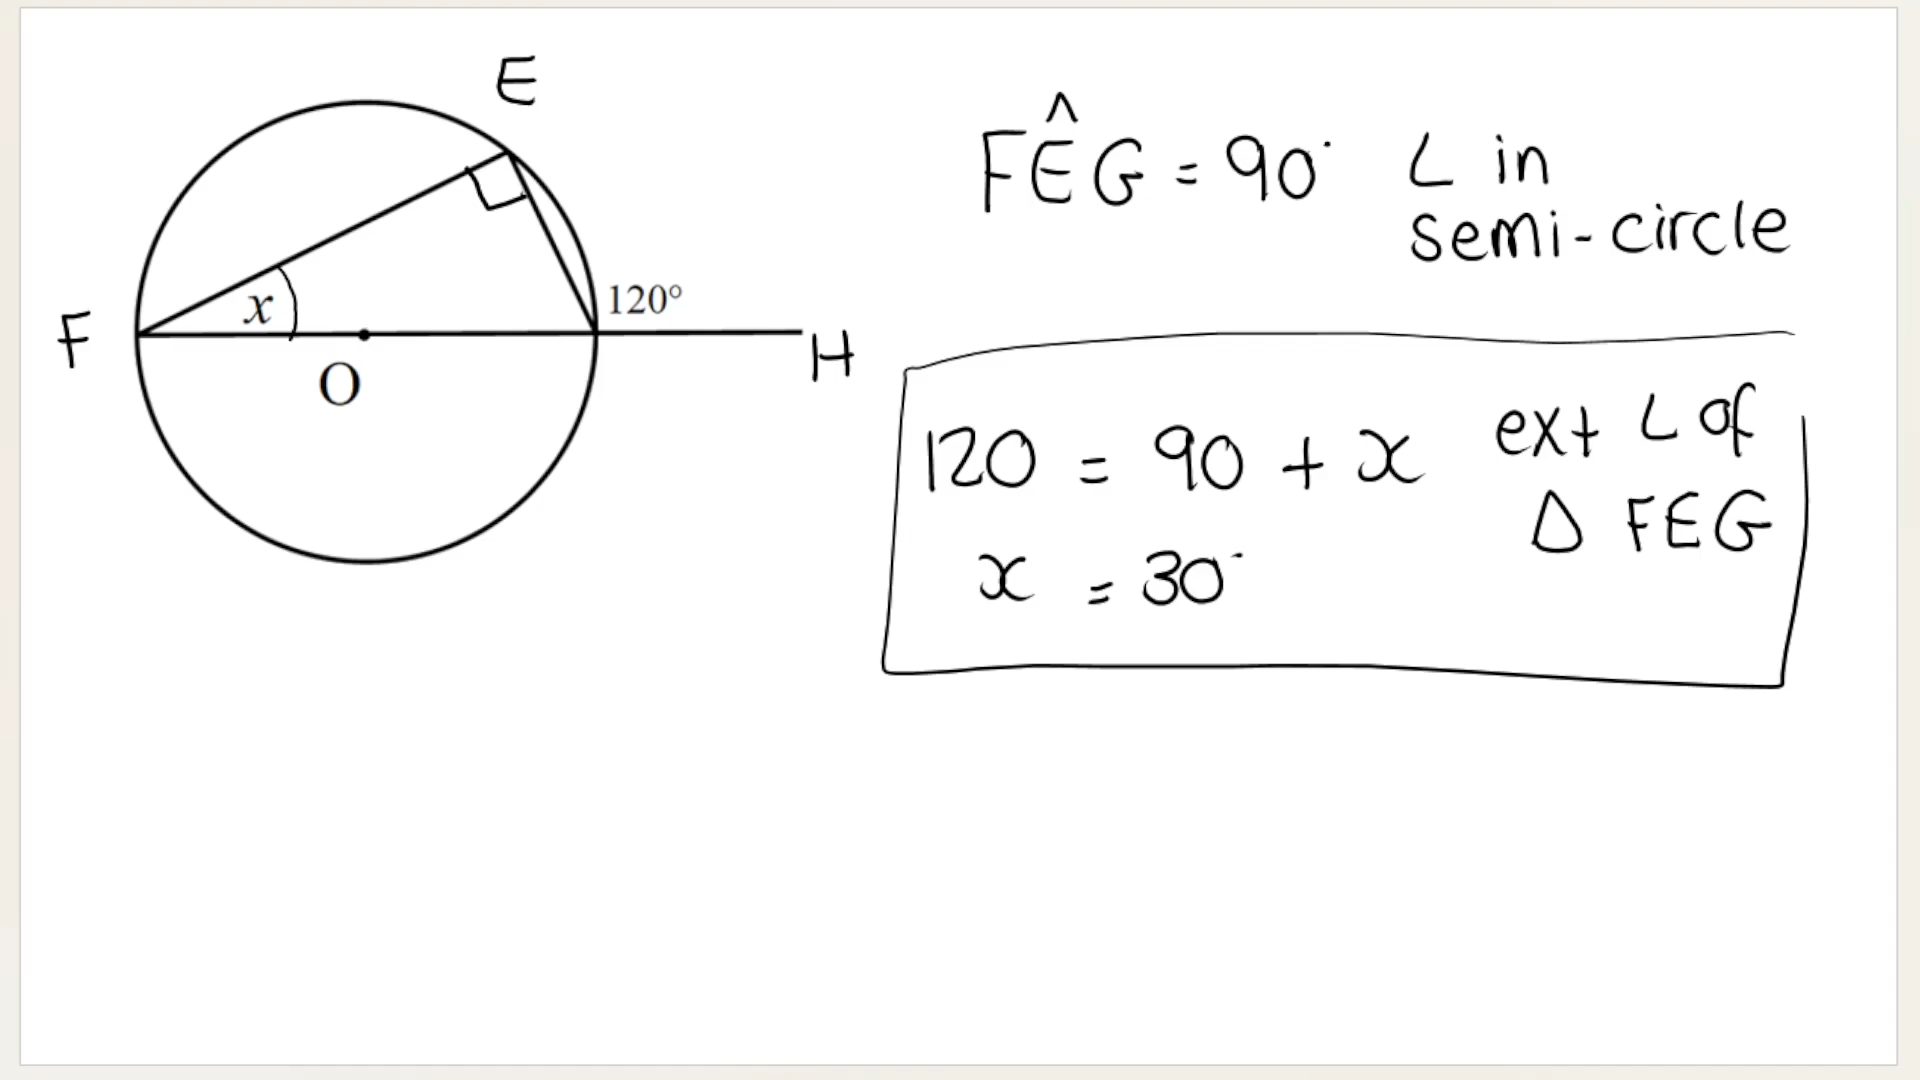 E
F
x
120°
O
H
FÊG = 90° ∠ in
semi-circle
120 = 90 + x ext ∠ of
△ FEG
x = 30°